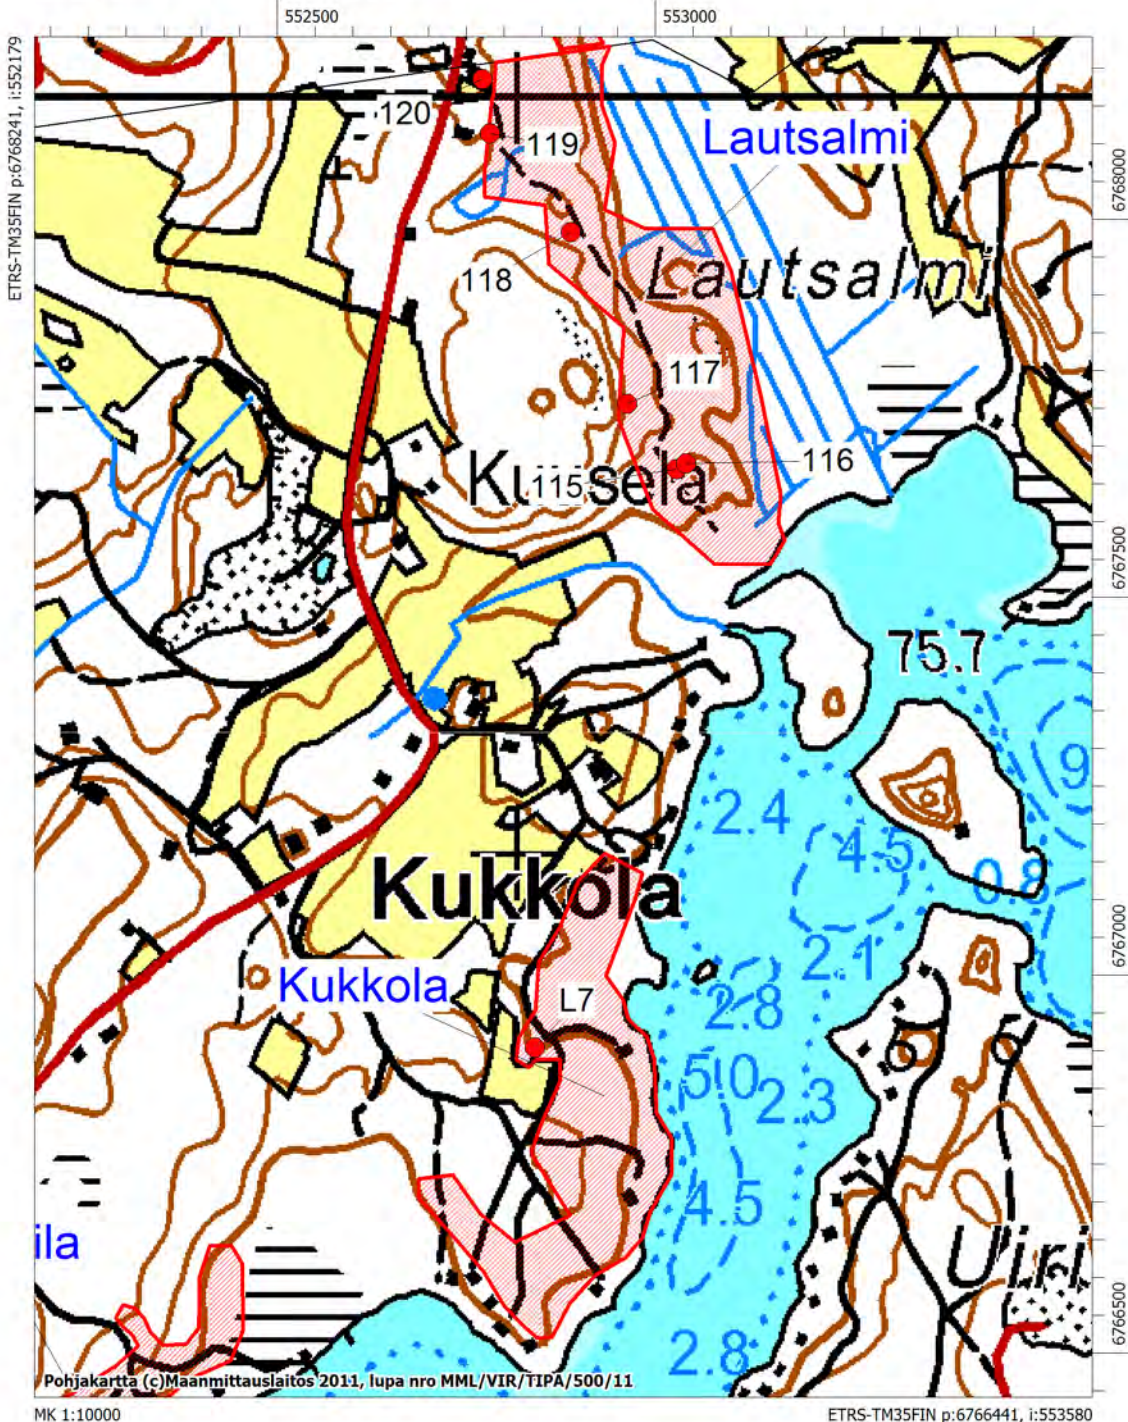 552500
553000
ETRS-TM35FIN p:6768241, i:552179
120
119
Lautsalmi
6768000
118
Lautsalmi
117
116
Kuusela
115
6767500
75.7
9
2.4
4.5
0.8
Kukkola
6767000
2.1
Kukkola
L7
2.8
5.0
2.3
4.5
ila
Uiri
6766500
2.8
Pohjakartta (c)Maanmittauslaitos 2011, lupa nro MML/VIR/TIPA/500/11
MK 1:10000
ETRS-TM35FIN p:6766441, i:553580